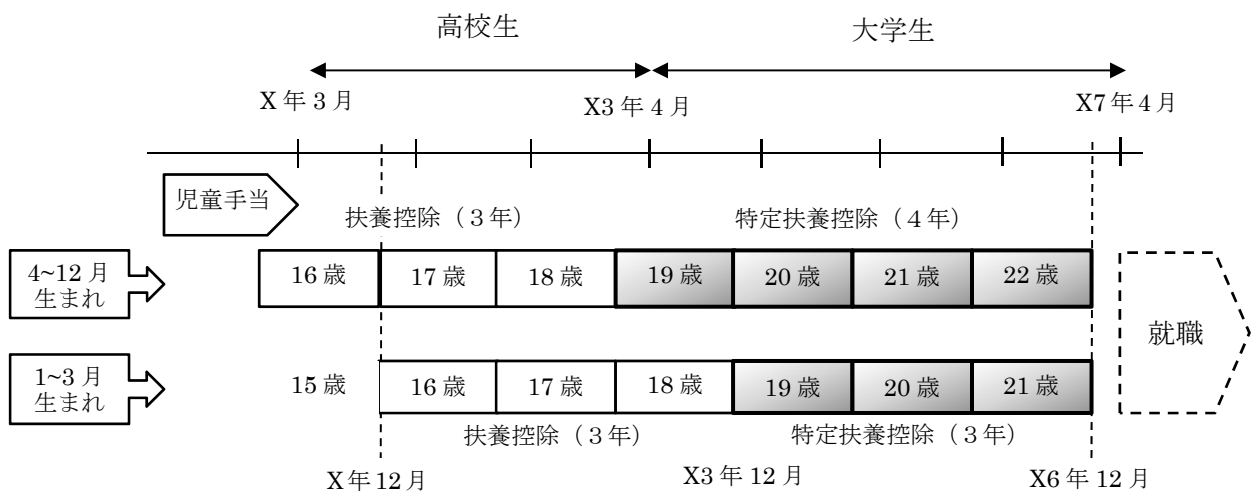 高校生
大学生
X 年 3 月
X3 年 4 月
X7 年 4 月
児童手当
扶養控除（３年）
特定扶養控除（４年）
4~12 月
生まれ
16 歳
17 歳
18 歳
19 歳
20 歳
21 歳
22 歳
就職
1~3 月
生まれ
15 歳
16 歳
17 歳
18 歳
19 歳
20 歳
21 歳
扶養控除（３年）
特定扶養控除（３年）
X 年 12 月
X3 年 12 月
X6 年 12 月